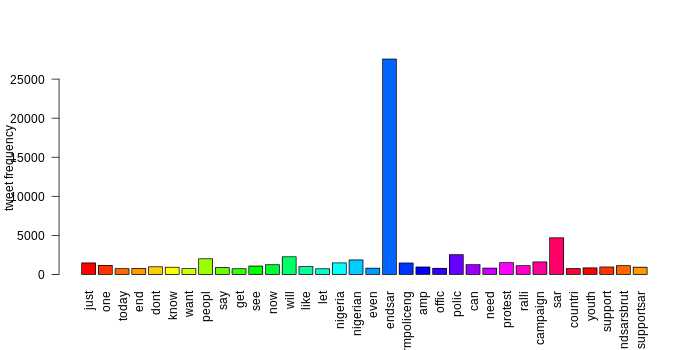 tweet frequency
25000
20000
15000
10000
5000
0
just
one
today
end
dont
know
want
peopl
say
get
see
now
will
like
let
nigeria
nigerian
even
endsar
mpoliceng
amp
offic
polic
can
need
protest
ralli
campaign
sar
countri
youth
support
ndsarsbrut
supportsar